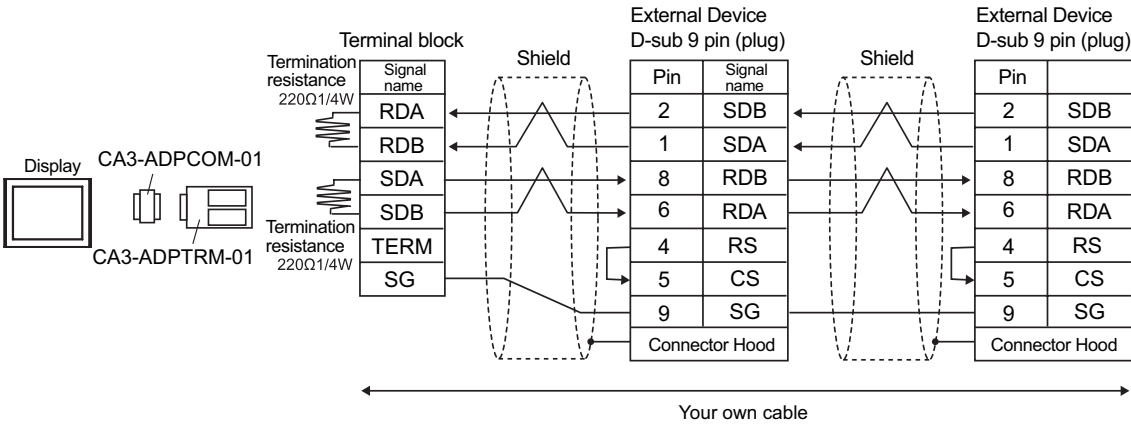 External Device
D-sub 9 pin (plug)
External Device
D-sub 9 pin (plug)
Terminal block
Shield
Shield
Termination
resistance
220Ω1/4W
Signal
name
Pin
Signal
name
Pin
RDA
2
SDB
2
SDB
RDB
1
SDA
1
SDA
Display
CA3-ADPCOM-01
SDA
8
RDB
8
RDB
SDB
6
RDA
6
RDA
Termination
resistance
220Ω1/4W
CA3-ADPTRM-01
TERM
4
RS
4
RS
SG
5
CS
5
CS
9
SG
9
SG
Connector Hood
Connector Hood
Your own cable